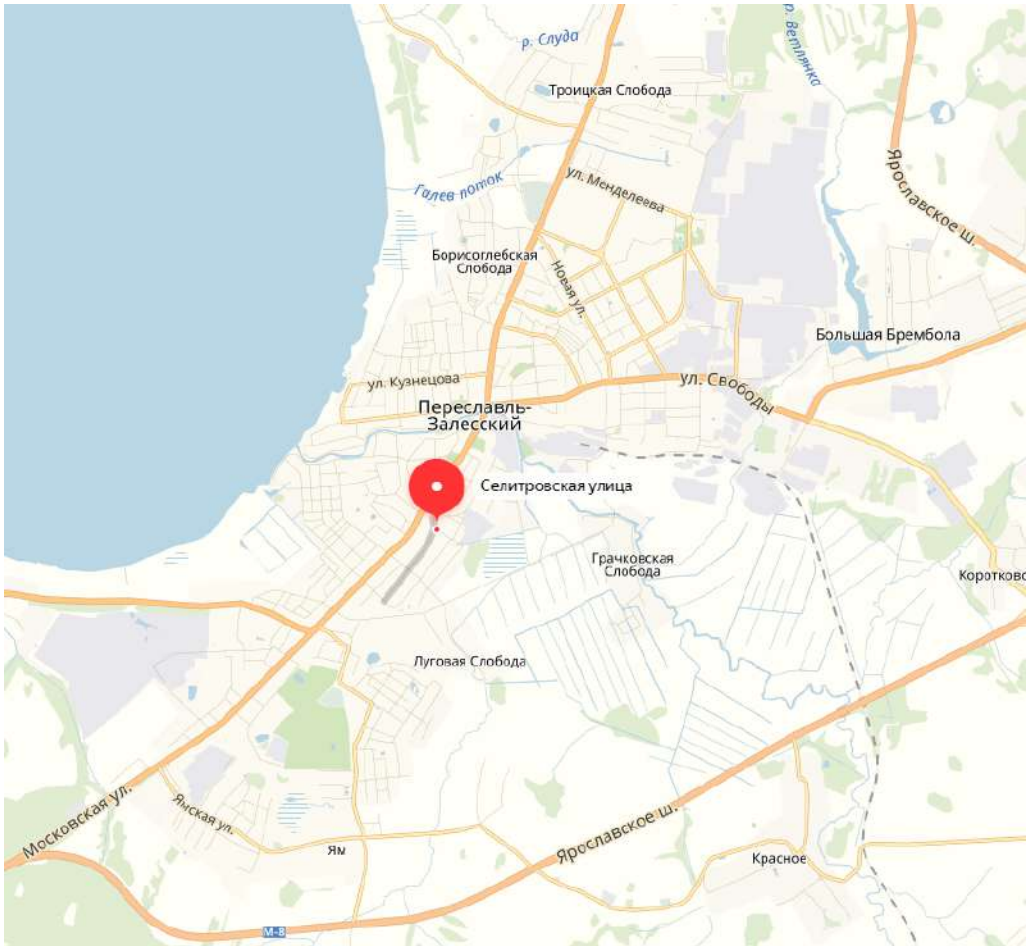 р. Слуда
р. Ветлянка
Троицкая Слобода
Галев поток
ул. Менделеева
Ярославское ш.
Борисоглебская
Слобода
Новая ул.
Большая Брембола
ул. Кузнецова
ул. Свободы
Переславль-
Залесский
Селитровская улица
Грачковская
Слобода
Коротково
Луговая Слобода
Московская ул.
Ямская ул.
Ям
Ярославское ш.
Красное
М-8